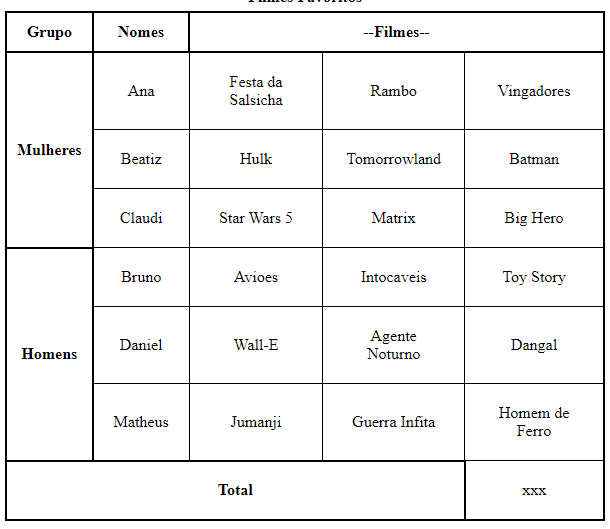 Filmes Favoritos
Grupo Nomes --Filmes--
Mulheres
Ana Festa da Salsicha Rambo Vingadores
Beatiz Hulk Tomorrowland Batman
Claudi Star Wars 5 Matrix Big Hero
Homens
Bruno Avioes Intocaveis Toy Story
Daniel Wall-E Agente Noturno Dangal
Matheus Jumanji Guerra Infita Homem de Ferro
Total xxx